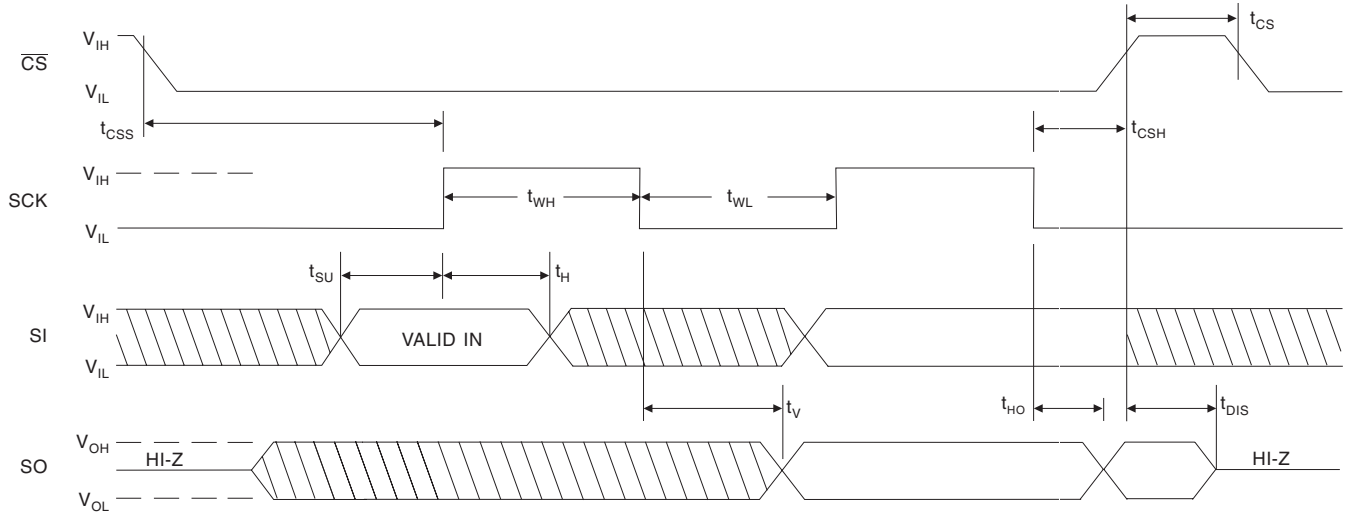 V_IH
t_CS
CS
V_IL
t_CSS
t_CSH
V_IH
SCK
t_WH
t_WL
V_IL
t_SU
t_H
V_IH
SI
VALID IN
V_IL
t_V
t_HO
t_DIS
V_OH
HI-Z
HI-Z
SO
V_OL